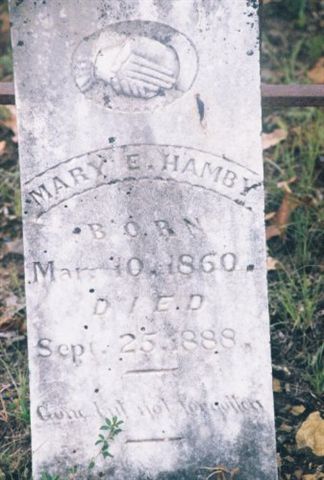 MARY E. HAMBY
BORN
Mar. 10, 1860.
DIED
Sept. 25, 1888.
Gone but not forgotten